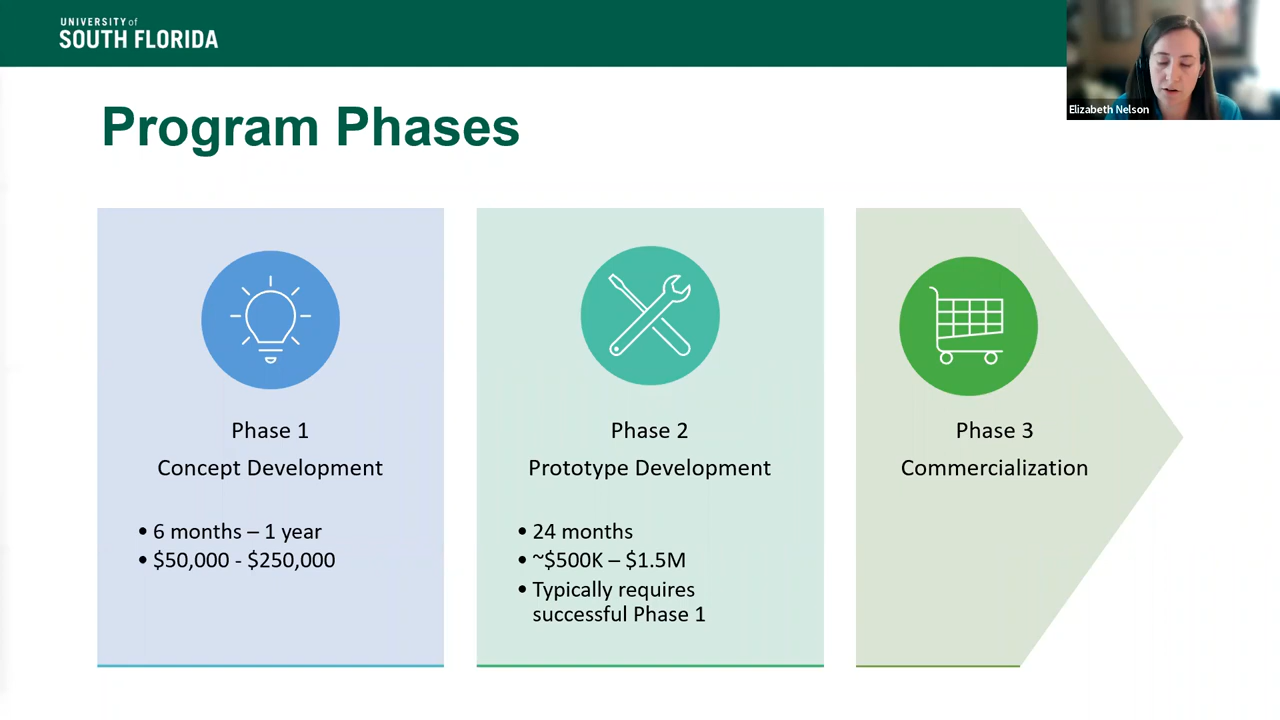 UNIVERSITY of
SOUTH FLORIDA
Elizabeth Nelson
Program Phases
Phase 1
Concept Development
• 6 months – 1 year
• $50,000 - $250,000
Phase 2
Prototype Development
• 24 months
• ~$500K – $1.5M
• Typically requires
successful Phase 1
Phase 3
Commercialization